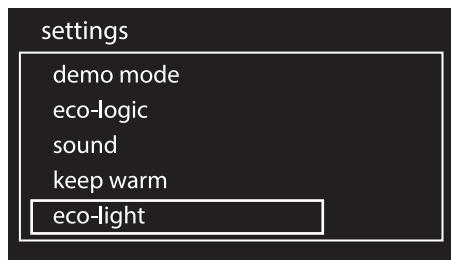 settings
demo mode
eco-logic
sound
keep warm
eco-light